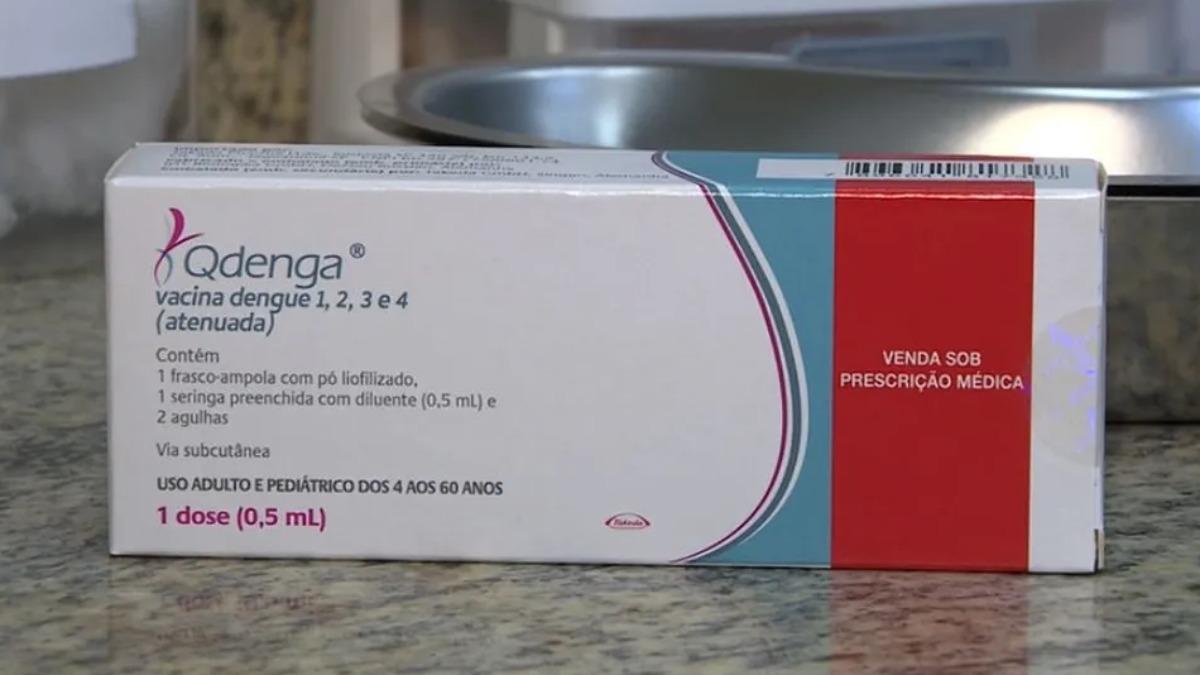 Qdenga®
vacina dengue 1, 2, 3 e 4
(atenuada)
Contém
1 frasco-ampola com pó liofilizado,
1 seringa preenchida com diluente (0,5 mL) e
2 agulhas
Via subcutânea
USO ADULTO E PEDIÁTRICO DOS 4 AOS 60 ANOS
1 dose (0,5 mL)
Takeda
VENDA SOB
PRESCRIÇÃO MÉDICA